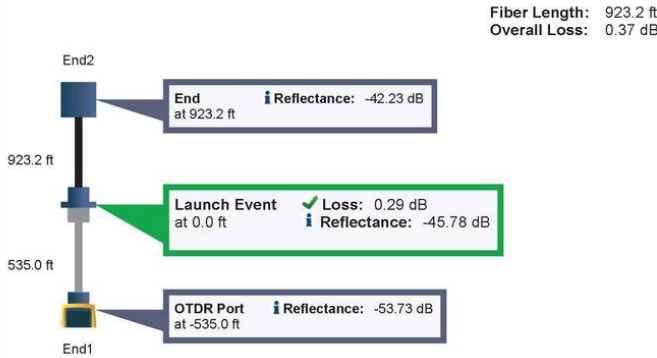 Fiber Length: 923.2 ft
Overall Loss: 0.37 dB
End2
End i Reflectance: -42.23 dB
at 923.2 ft
923.2 ft
Launch Event ✓ Loss: 0.29 dB
at 0.0 ft i Reflectance: -45.78 dB
535.0 ft
OTDR Port i Reflectance: -53.73 dB
at -535.0 ft
End1